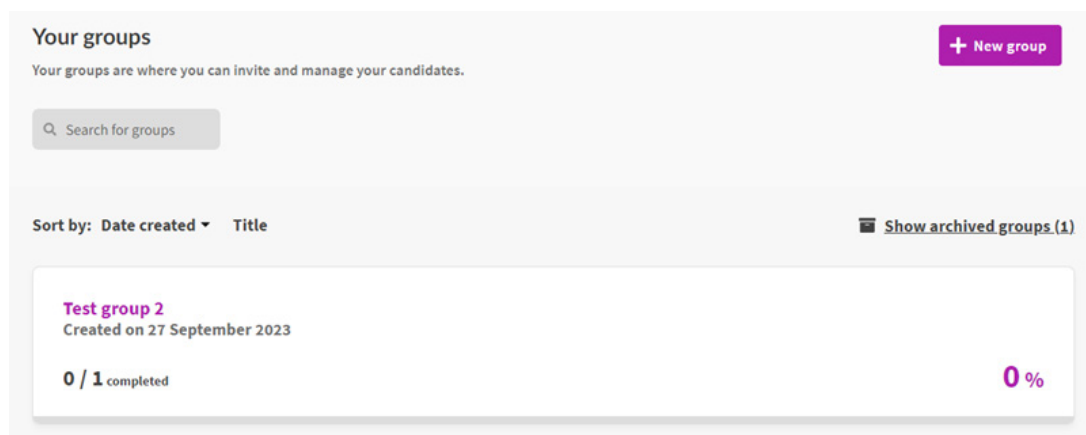 Your groups
New group
Your groups are where you can invite and manage your candidates.
Search for groups
Sort by: Date created Title
Show archived groups (1)
Test group 2
Created on 27 September 2023
0 / 1 completed
0 %